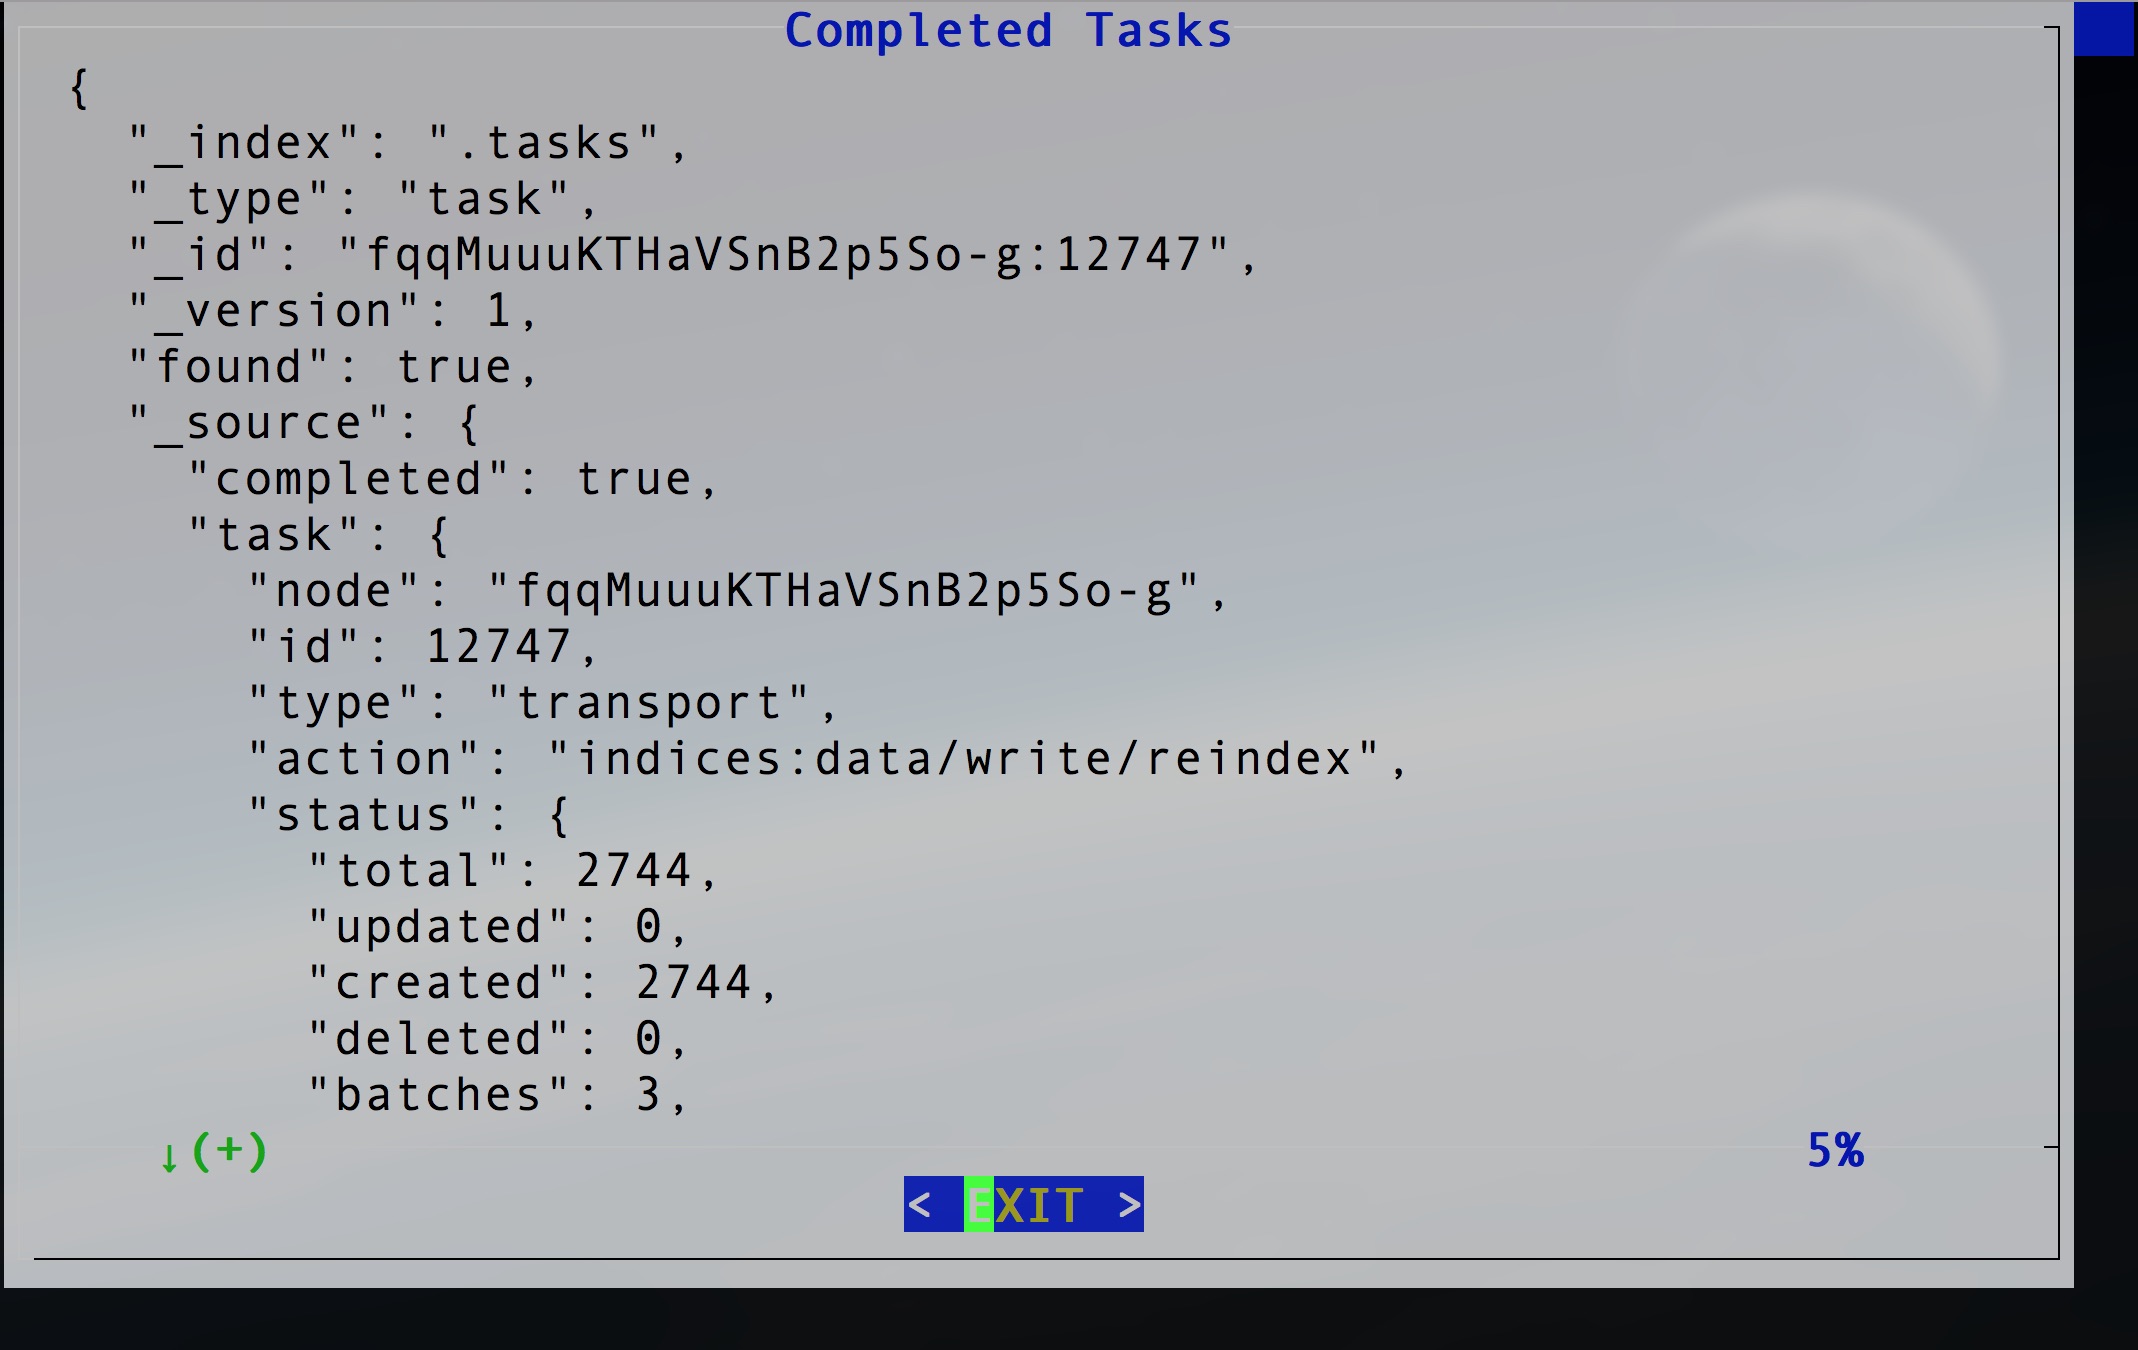 Completed Tasks
{
"_index": ".tasks",
"_type": "task",
"_id": "fqqMuuuKTHaVSnB2p5So-g:12747",
"_version": 1,
"found": true,
"_source": {
"completed": true,
"task": {
"node": "fqqMuuuKTHaVSnB2p5So-g",
"id": 12747,
"type": "transport",
"action": "indices:data/write/reindex",
"status": {
"total": 2744,
"updated": 0,
"created": 2744,
"deleted": 0,
"batches": 3,
↓(+) 5%
< EXIT >